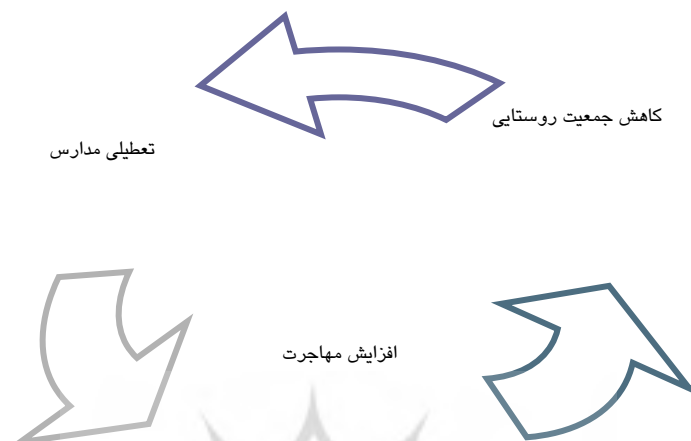 کاهش جمعیت روستایی
تعطیلی مدارس
افزایش مهاجرت